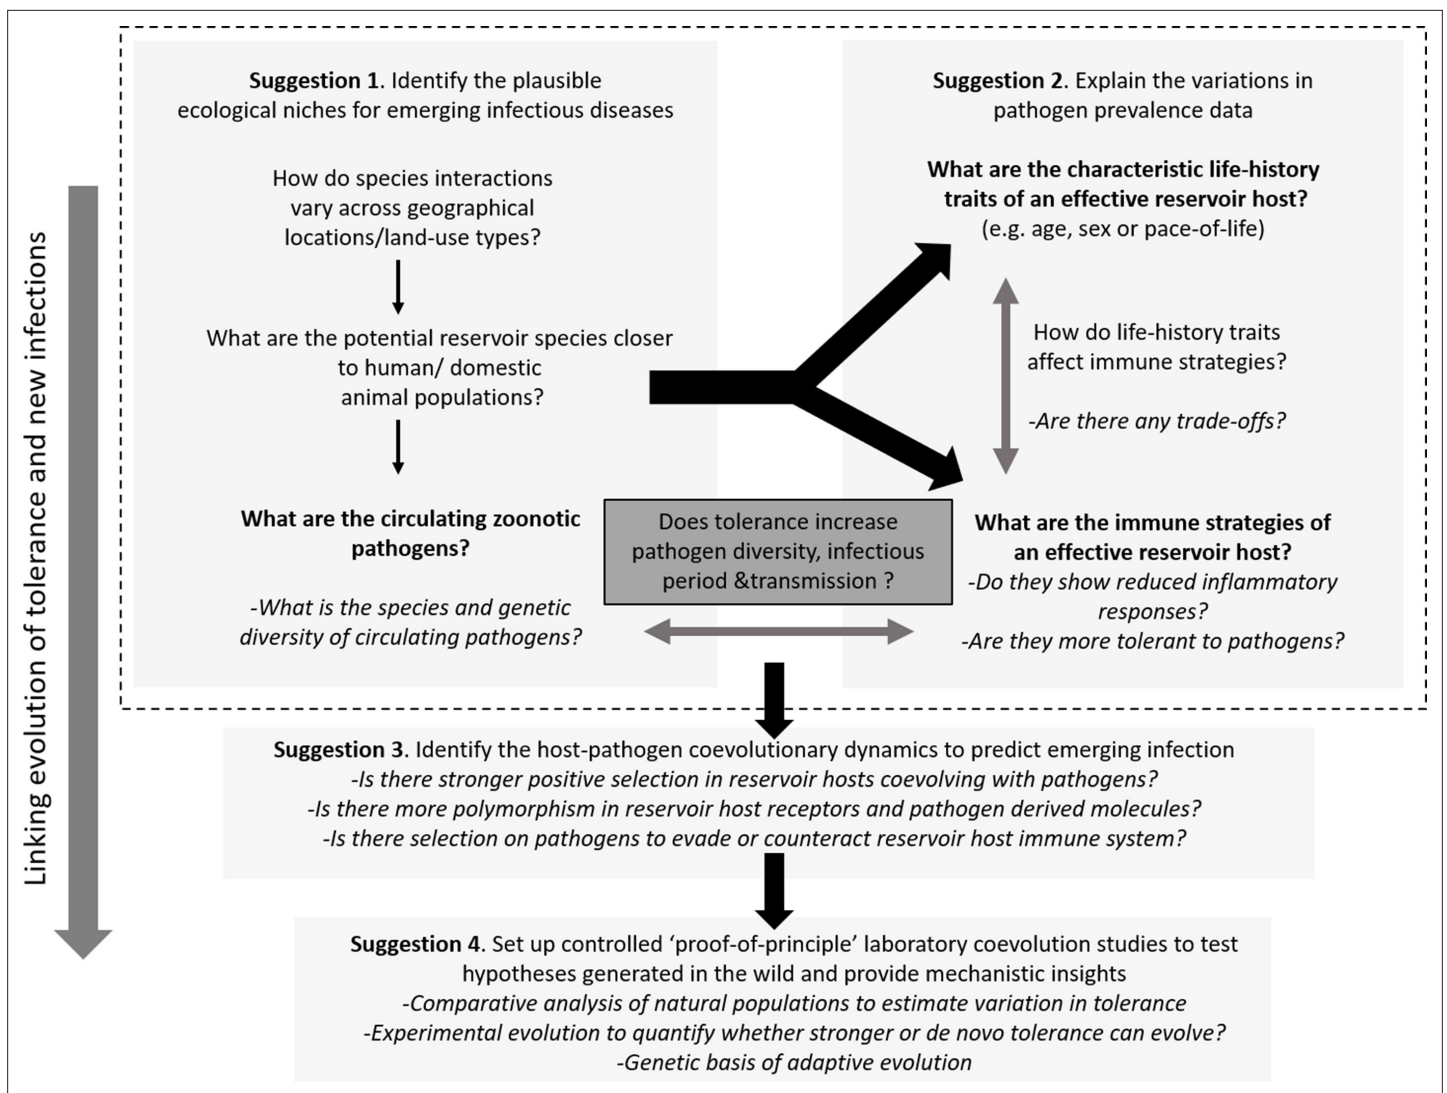 Linking evolution of tolerance and new infections
Suggestion 1. Identify the plausible
ecological niches for emerging infectious diseases
How do species interactions
vary across geographical
locations/land-use types?
What are the potential reservoir species closer
to human/ domestic
animal populations?
What are the circulating zoonotic
pathogens?
-What is the species and genetic
diversity of circulating pathogens?
Does tolerance increase
pathogen diversity, infectious
period &transmission ?
Suggestion 2. Explain the variations in
pathogen prevalence data
What are the characteristic life-history
traits of an effective reservoir host?
(e.g. age, sex or pace-of-life)
How do life-history traits
affect immune strategies?
-Are there any trade-offs?
What are the immune strategies of
an effective reservoir host?
-Do they show reduced inflammatory
responses?
-Are they more tolerant to pathogens?
Suggestion 3. Identify the host-pathogen coevolutionary dynamics to predict emerging infection
-Is there stronger positive selection in reservoir hosts coevolving with pathogens?
-Is there more polymorphism in reservoir host receptors and pathogen derived molecules?
-Is there selection on pathogens to evade or counteract reservoir host immune system?
Suggestion 4. Set up controlled ‘proof-of-principle’ laboratory coevolution studies to test
hypotheses generated in the wild and provide mechanistic insights
-Comparative analysis of natural populations to estimate variation in tolerance
-Experimental evolution to quantify whether stronger or de novo tolerance can evolve?
-Genetic basis of adaptive evolution